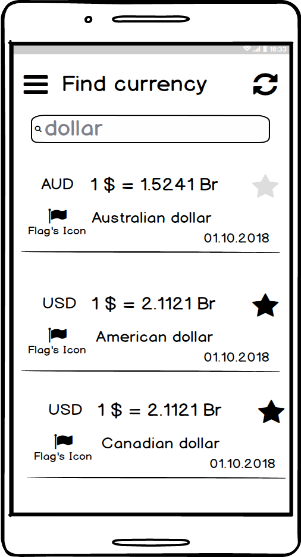 18:33
Find currency
dollar
AUD 1 $ = 1.5241 Br
Australian dollar
Flag's Icon
01.10.2018
USD 1 $ = 2.1121 Br
American dollar
Flag's Icon
01.10.2018
USD 1 $ = 2.1121 Br
Canadian dollar
Flag's Icon
01.10.2018